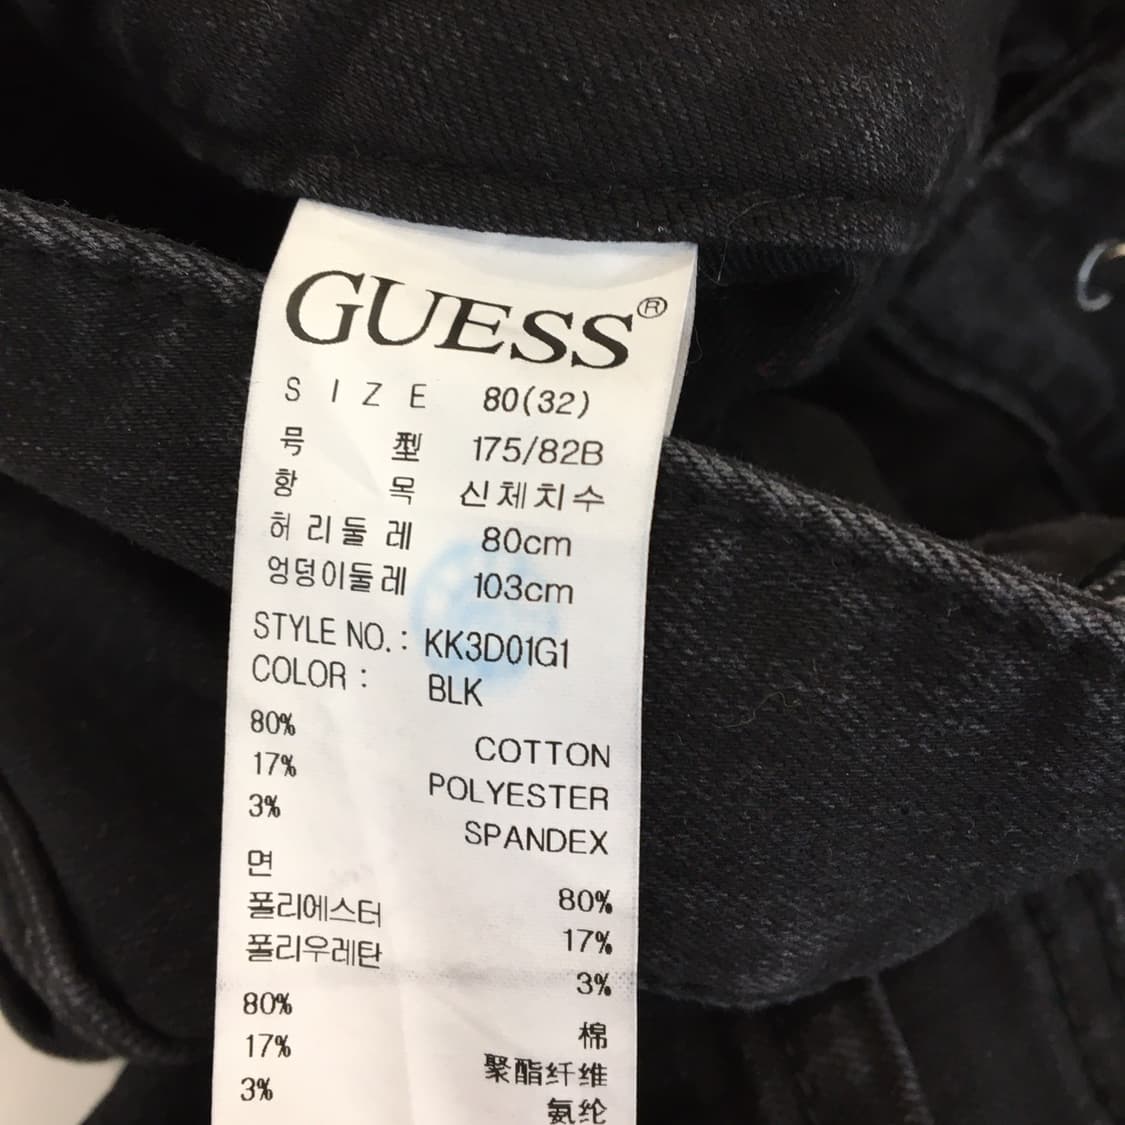 GUESS®
SIZE 80(32)
号型 175/82B
항목 신체치수
허리둘레 80cm
엉덩이둘레 103cm
STYLE NO.: KK3D01G1
COLOR: BLK
80% COTTON
17% POLYESTER
3% SPANDEX
면 80%
폴리에스터 17%
폴리우레탄 3%
80% 棉
17% 聚酯纤维
3% 氨纶